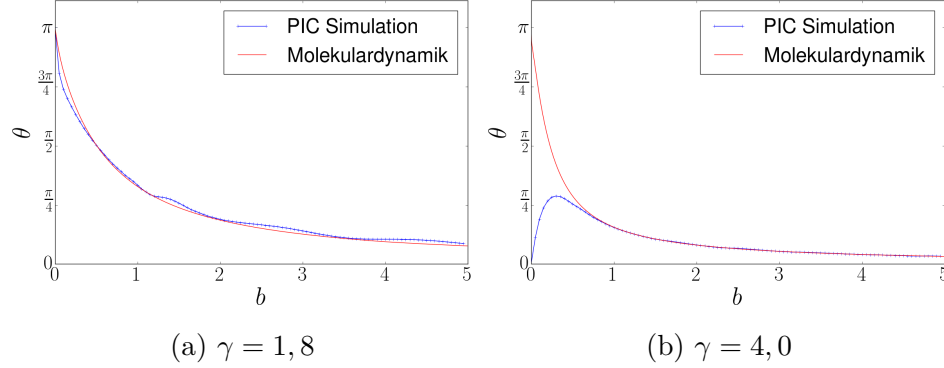 PIC Simulation
Molekulardynamik
π
3π/4
π/2
π/4
0
θ
0 1 2 3 4 5
b
(a) γ = 1, 8
PIC Simulation
Molekulardynamik
π
3π/4
π/2
π/4
0
θ
0 1 2 3 4 5
b
(b) γ = 4, 0